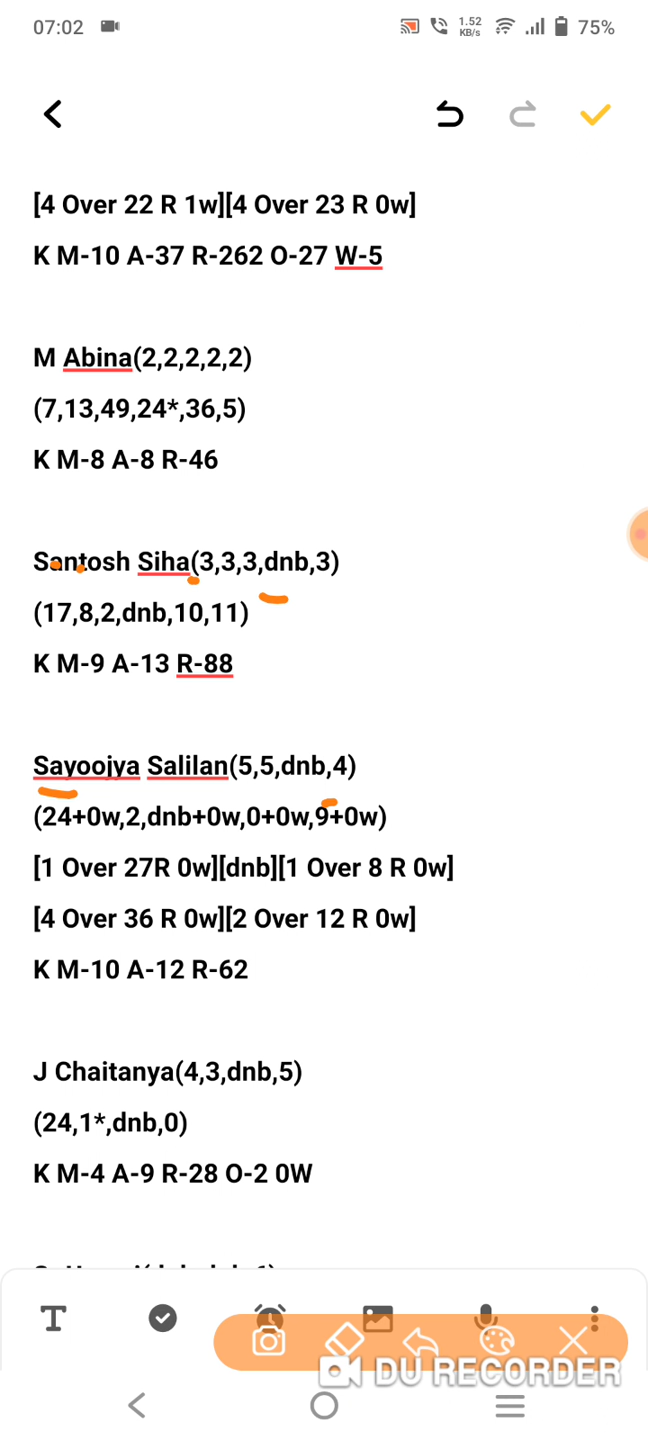 07:02 1.52 KB/s 75%
[4 Over 22 R 1w][4 Over 23 R 0w]
K M-10 A-37 R-262 O-27 W-5
M Abina(2,2,2,2,2)
(7,13,49,24*,36,5)
K M-8 A-8 R-46
Santosh Siha(3,3,3,dnb,3)
(17,8,2,dnb,10,11)
K M-9 A-13 R-88
Sayoojya Salilan(5,5,dnb,4)
(24+0w,2,dnb+0w,0+0w,9+0w)
[1 Over 27R 0w][dnb][1 Over 8 R 0w]
[4 Over 36 R 0w][2 Over 12 R 0w]
K M-10 A-12 R-62
J Chaitanya(4,3,dnb,5)
(24,1*,dnb,0)
K M-4 A-9 R-28 O-2 0W
T
DU RECORDER